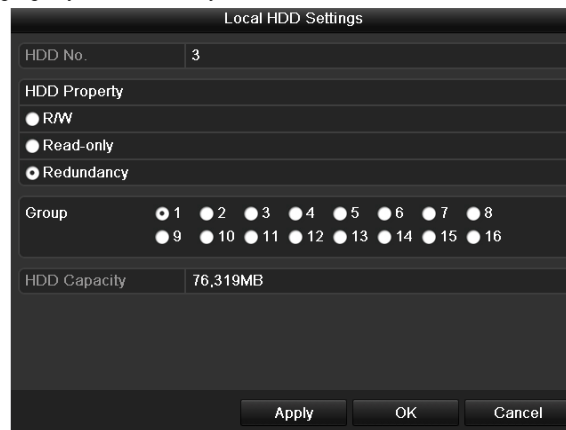 Local HDD Settings
HDD No. 3
HDD Property
R/W
Read-only
Redundancy
Group 1 2 3 4 5 6 7 8
9 10 11 12 13 14 15 16
HDD Capacity 76,319MB
Apply OK Cancel